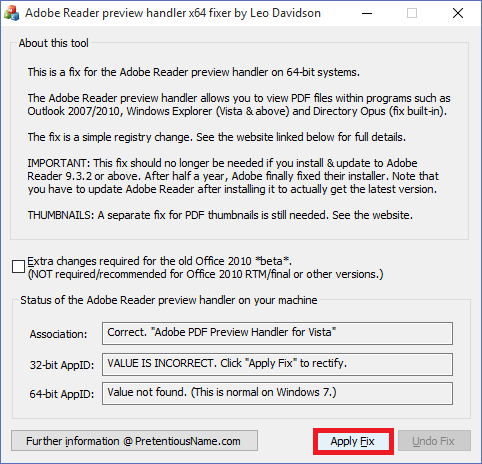 Adobe Reader preview handler x64 fixer by Leo Davidson
About this tool
This is a fix for the Adobe Reader preview handler on 64-bit systems.
The Adobe Reader preview handler allows you to view PDF files within programs such as
Outlook 2007/2010, Windows Explorer (Vista & above) and Directory Opus (fix built-in).
The fix is a simple registry change. See the website linked below for full details.
IMPORTANT: This fix should no longer be needed if you install & update to Adobe
Reader 9.3.2 or above. After half a year, Adobe finally fixed their installer. Note that
you have to update Adobe Reader after installing it to actually get the latest version.
THUMBNAILS: A separate fix for PDF thumbnails is still needed. See the website.
Extra changes required for the old Office 2010 *beta*.
(NOT required/recommended for Office 2010 RTM/final or other versions.)
Status of the Adobe Reader preview handler on your machine
Association: Correct. "Adobe PDF Preview Handler for Vista"
32-bit AppID: VALUE IS INCORRECT. Click "Apply Fix" to rectify.
64-bit AppID: Value not found. (This is normal on Windows 7.)
Further information @ PretentiousName.com Apply Fix Undo Fix